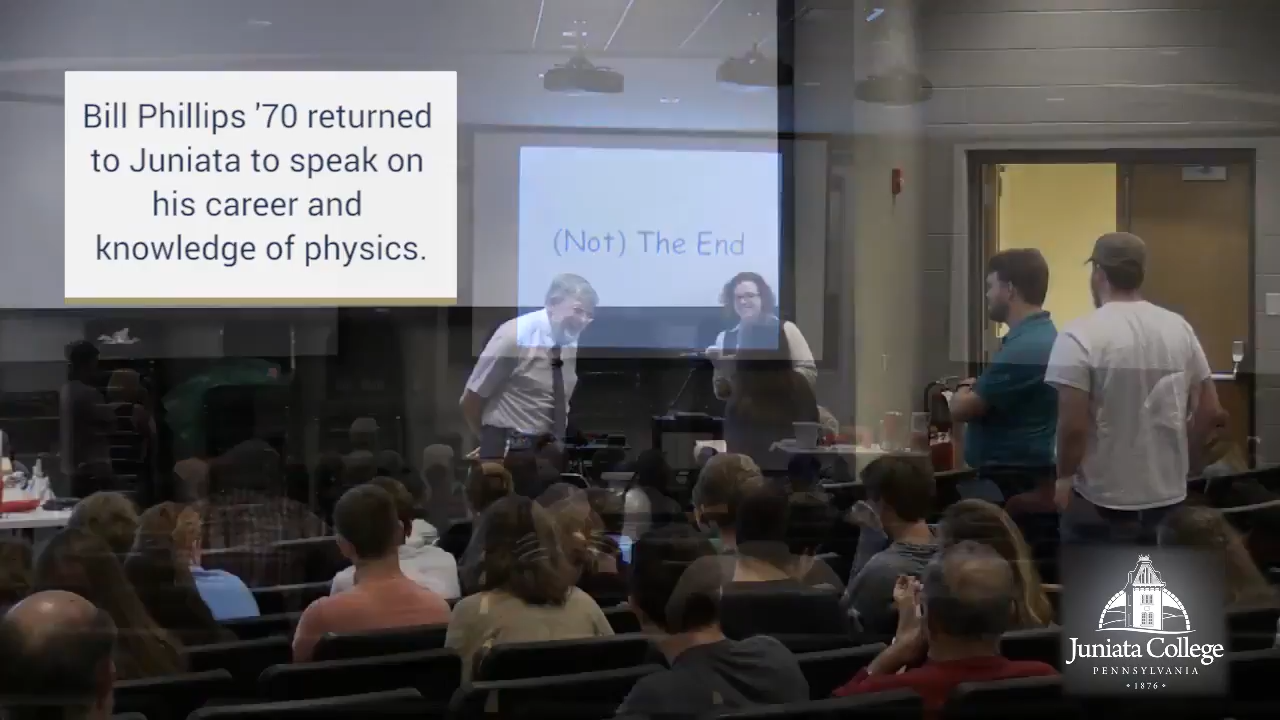 Bill Phillips '70 returned
to Juniata to speak on
his career and
knowledge of physics.
(Not) The End
Juniata College
PENNSYLVANIA
• 1876 •